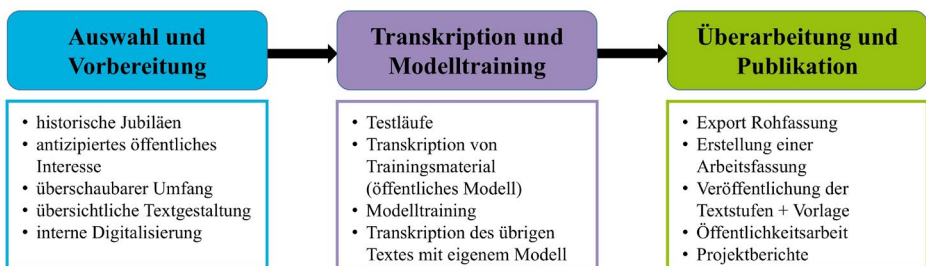 Auswahl und
Vorbereitung
• historische Jubiläen
• antizipiertes öffentliches
Interesse
• überschaubarer Umfang
• übersichtliche Textgestaltung
• interne Digitalisierung
Transkription und
Modelltraining
• Testläufe
• Transkription von
Trainingsmaterial
(öffentliches Modell)
• Modelltraining
• Transkription des übrigen
Textes mit eigenem Modell
Überarbeitung und
Publikation
• Export Rohfassung
• Erstellung einer
Arbeitsfassung
• Veröffentlichung der
Textstufen + Vorlage
• Öffentlichkeitsarbeit
• Projektberichte